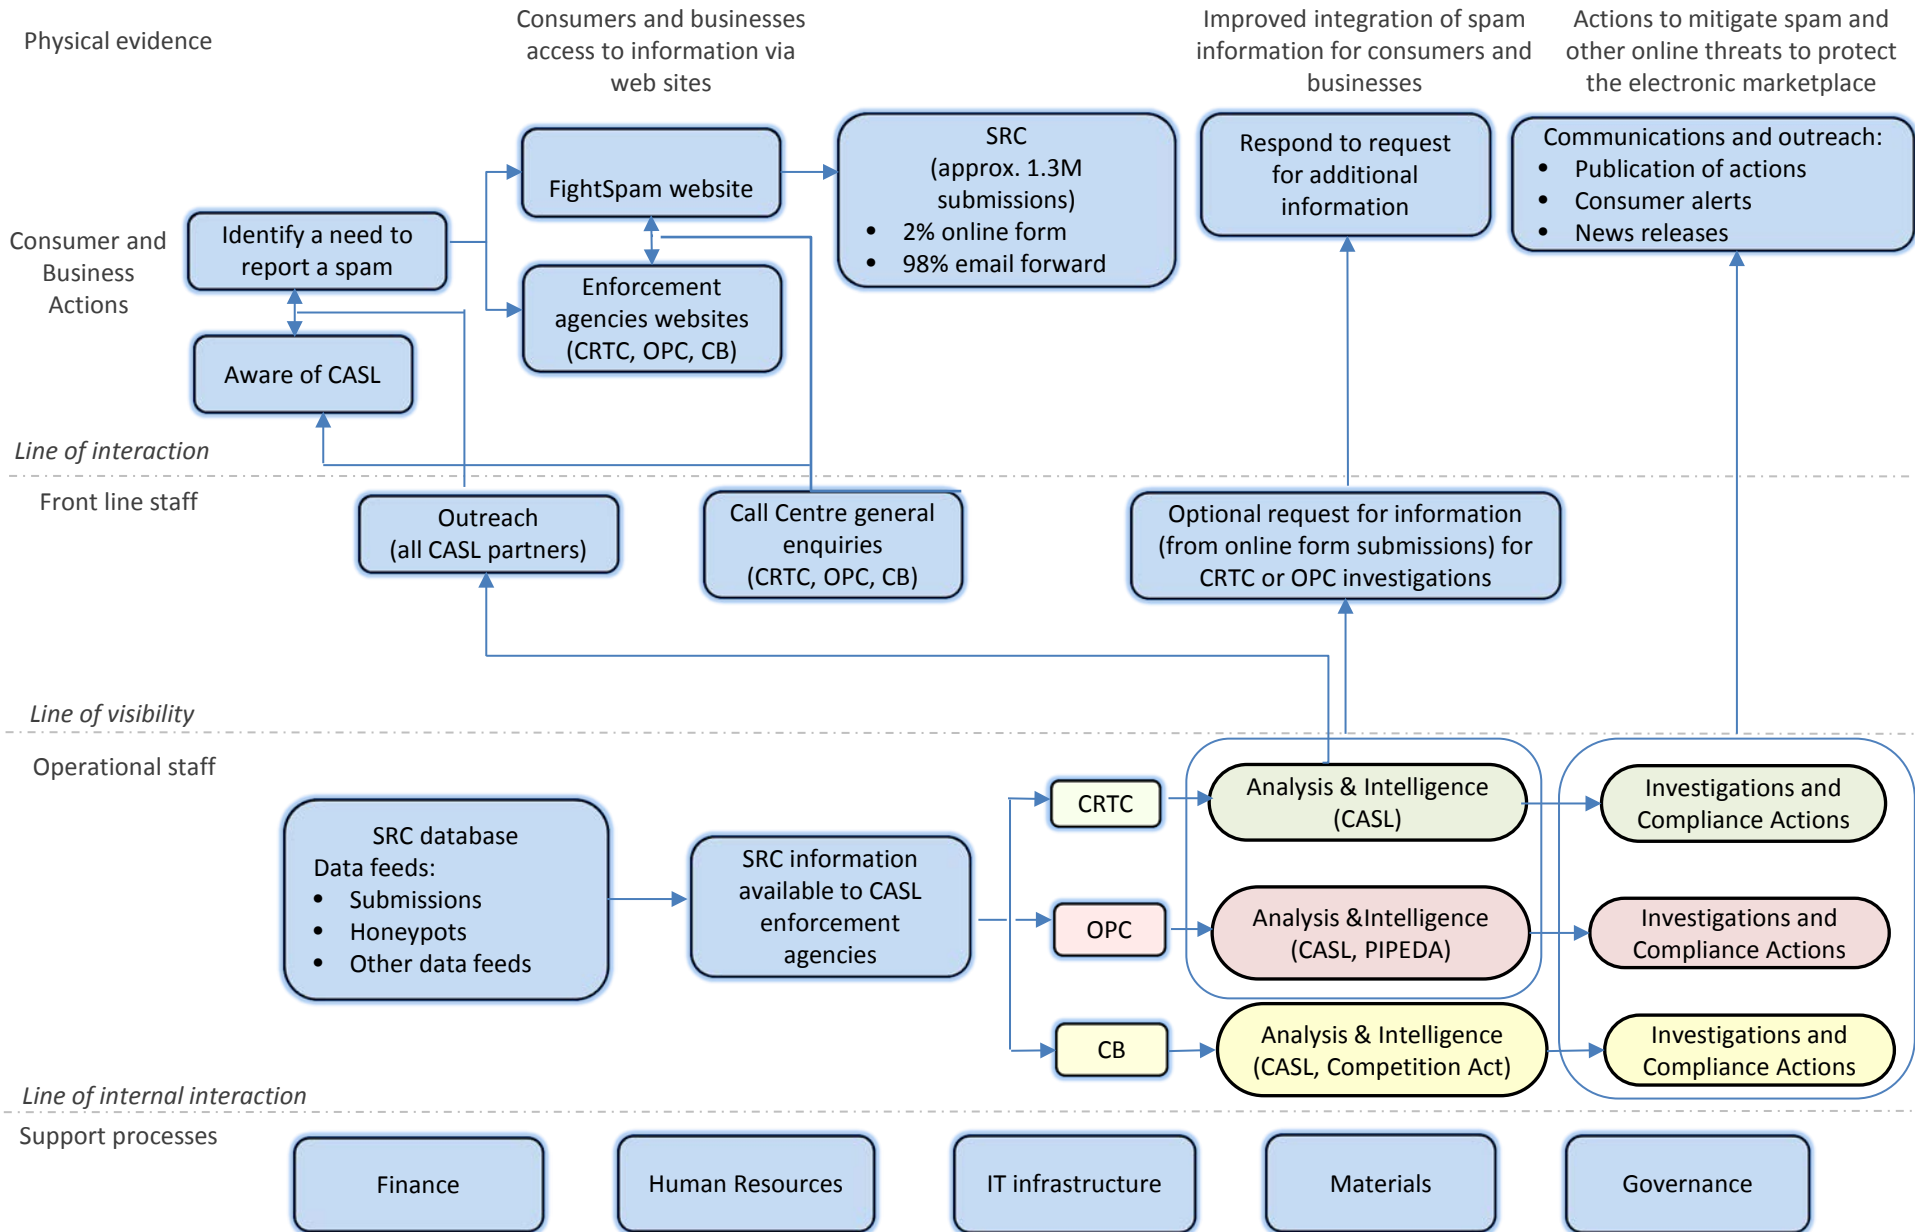 Physical evidence
Consumers and businesses
access to information via
web sites
Improved integration of spam
information for consumers and
businesses
Actions to mitigate spam and
other online threats to protect
the electronic marketplace
Consumer and
Business
Actions
Identify a need to
report a spam
Aware of CASL
FightSpam website
Enforcement
agencies websites
(CRTC, OPC, CB)
SRC
(approx. 1.3M
submissions)
• 2% online form
• 98% email forward
Respond to request
for additional
information
Communications and outreach:
• Publication of actions
• Consumer alerts
• News releases
Line of interaction
Front line staff
Outreach
(all CASL partners)
Call Centre general
enquiries
(CRTC, OPC, CB)
Optional request for information
(from online form submissions) for
CRTC or OPC investigations
Line of visibility
Operational staff
SRC database
Data feeds:
• Submissions
• Honeypots
• Other data feeds
SRC information
available to CASL
enforcement
agencies
CRTC
Analysis & Intelligence
(CASL)
Investigations and
Compliance Actions
OPC
Analysis &Intelligence
(CASL, PIPEDA)
Investigations and
Compliance Actions
CB
Analysis & Intelligence
(CASL, Competition Act)
Investigations and
Compliance Actions
Line of internal interaction
Support processes
Finance
Human Resources
IT infrastructure
Materials
Governance